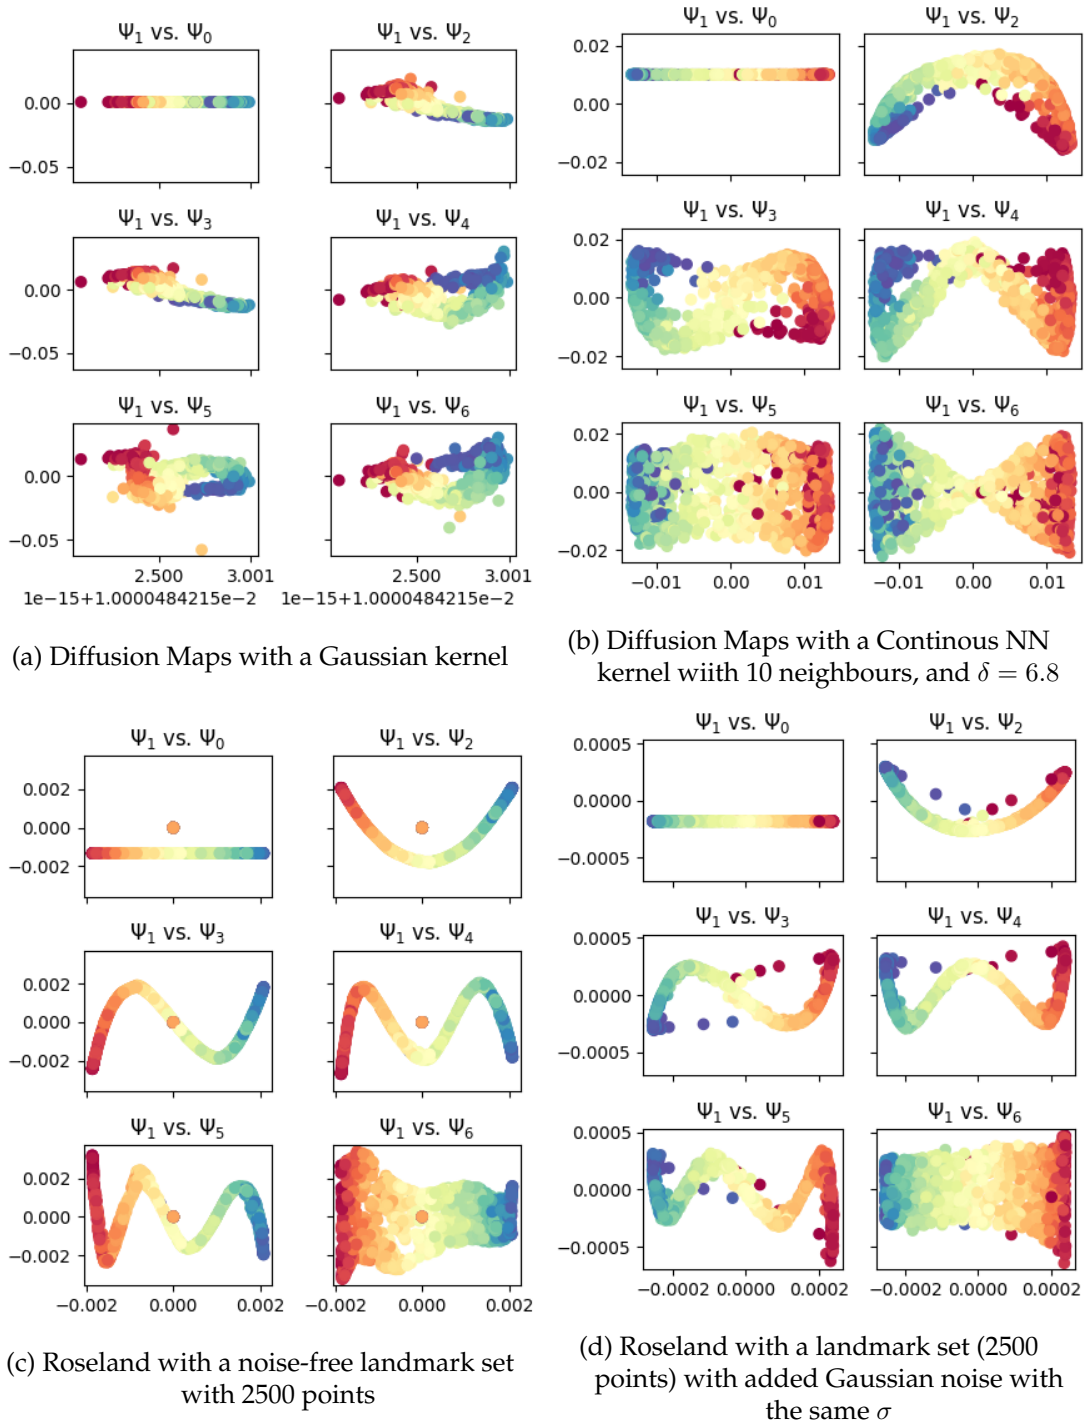 Ψ₁ vs. Ψ₀
Ψ₁ vs. Ψ₂
0.00
−0.05
Ψ₁ vs. Ψ₃
Ψ₁ vs. Ψ₄
0.00
−0.05
Ψ₁ vs. Ψ₅
Ψ₁ vs. Ψ₆
0.00
−0.05
2.500 3.001
1e−15+1.0000484215e−2
2.500 3.001
1e−15+1.0000484215e−2
(a) Diffusion Maps with a Gaussian kernel
Ψ₁ vs. Ψ₀
Ψ₁ vs. Ψ₂
0.02
0.00
−0.02
Ψ₁ vs. Ψ₃
Ψ₁ vs. Ψ₄
0.02
0.00
−0.02
Ψ₁ vs. Ψ₅
Ψ₁ vs. Ψ₆
0.02
0.00
−0.02
−0.01 0.00 0.01
−0.01 0.00 0.01
(b) Diffusion Maps with a Continous NN
kernel wiith 10 neighbours, and δ = 6.8
Ψ₁ vs. Ψ₀
Ψ₁ vs. Ψ₂
0.002
0.000
−0.002
Ψ₁ vs. Ψ₃
Ψ₁ vs. Ψ₄
0.002
0.000
−0.002
Ψ₁ vs. Ψ₅
Ψ₁ vs. Ψ₆
0.002
0.000
−0.002
−0.002 0.000 0.002
−0.002 0.000 0.002
(c) Roseland with a noise-free landmark set
with 2500 points
Ψ₁ vs. Ψ₀
Ψ₁ vs. Ψ₂
0.0005
0.0000
−0.0005
Ψ₁ vs. Ψ₃
Ψ₁ vs. Ψ₄
0.0005
0.0000
−0.0005
Ψ₁ vs. Ψ₅
Ψ₁ vs. Ψ₆
0.0005
0.0000
−0.0005
−0.0002 0.0000 0.0002
−0.0002 0.0000 0.0002
(d) Roseland with a landmark set (2500
points) with added Gaussian noise with
the same σ